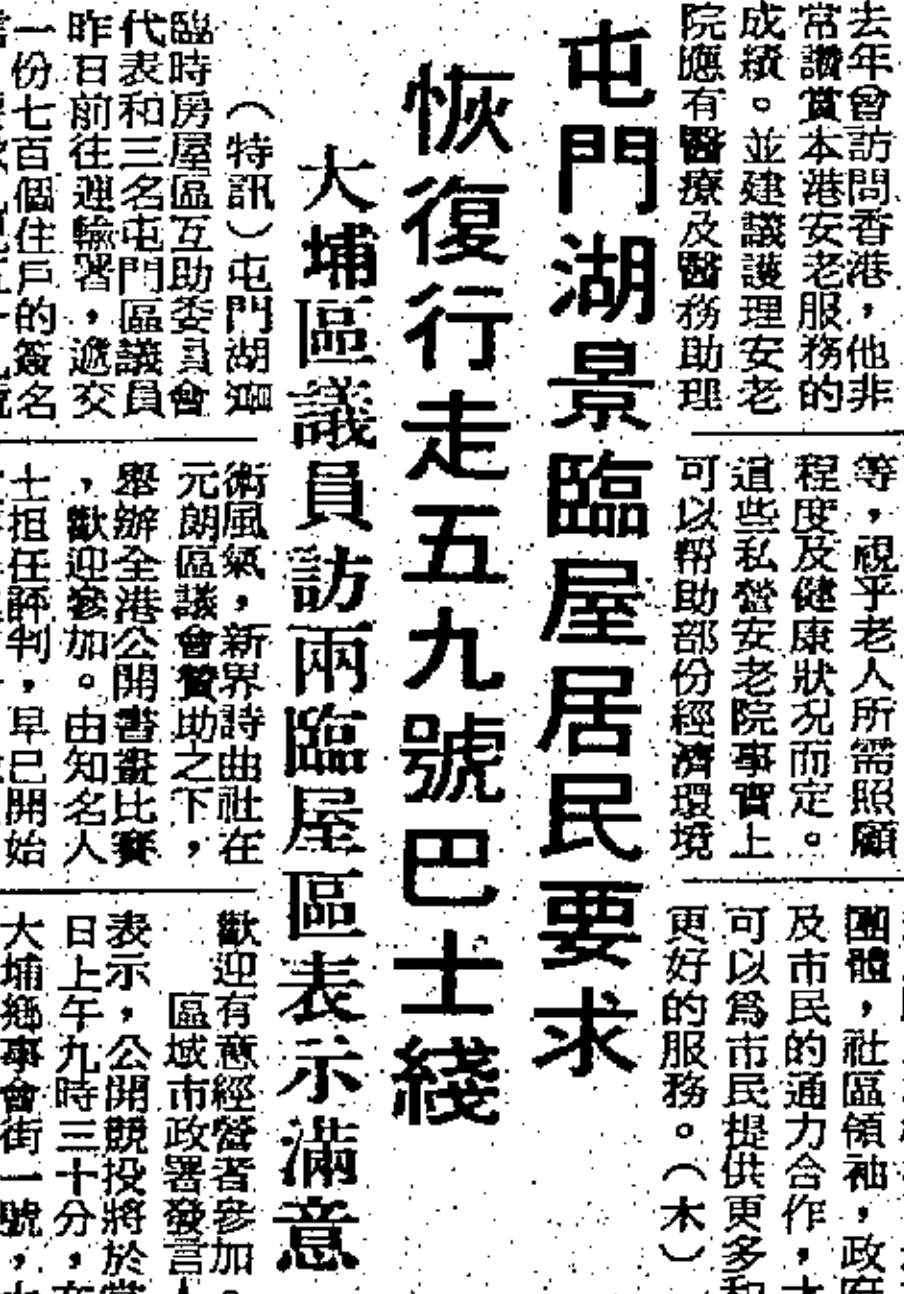 去年會訪問香港，他非
常讚賞本港安老服務的
成績。並建議護理安老
院應有醫療及醫務助理
等，視乎老人所需照顧
程度及健康狀況而定。
這些私營安老院事實上
可以幫助部份經濟環境
團體，社區領袖，政府
及市民的通力合作，才
可以爲市民提供更多和
更好的服務。（木）
屯門湖景臨屋居民要求
恢復行走五九號巴士綫
大埔區議員訪兩臨屋區表示滿意
（特訊）屯門湖
臨時房屋區互助委員會
代表和三名屯門區議員
昨日前往運輸署，遞交
一份七百個住戶的簽名
術風氣，新界詩曲社在
元朗區議會贊助之下，
舉辦全港公開書畫比賽
，歡迎參加。由知名人
士担任評判，早已開始
歡迎有意經營者參加。
區域市政署發言人
表示，公開競投將於當
日上午九時三十分，在
大埔鄉事會街一號，